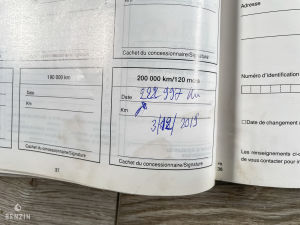 Cachet du concessionnaire/Signature
180 000 km
Date
Km
Cachet du concessionnaire/Signature
31
200 000 km/120 mois
Date 222 997 Km
Km
3/12/2019
Cachet du concessionnaire/Signature
Adresse
Numéro d'identification
Date de changement
Les renseignements ci-
de vous contacter pour
36
BENZIN